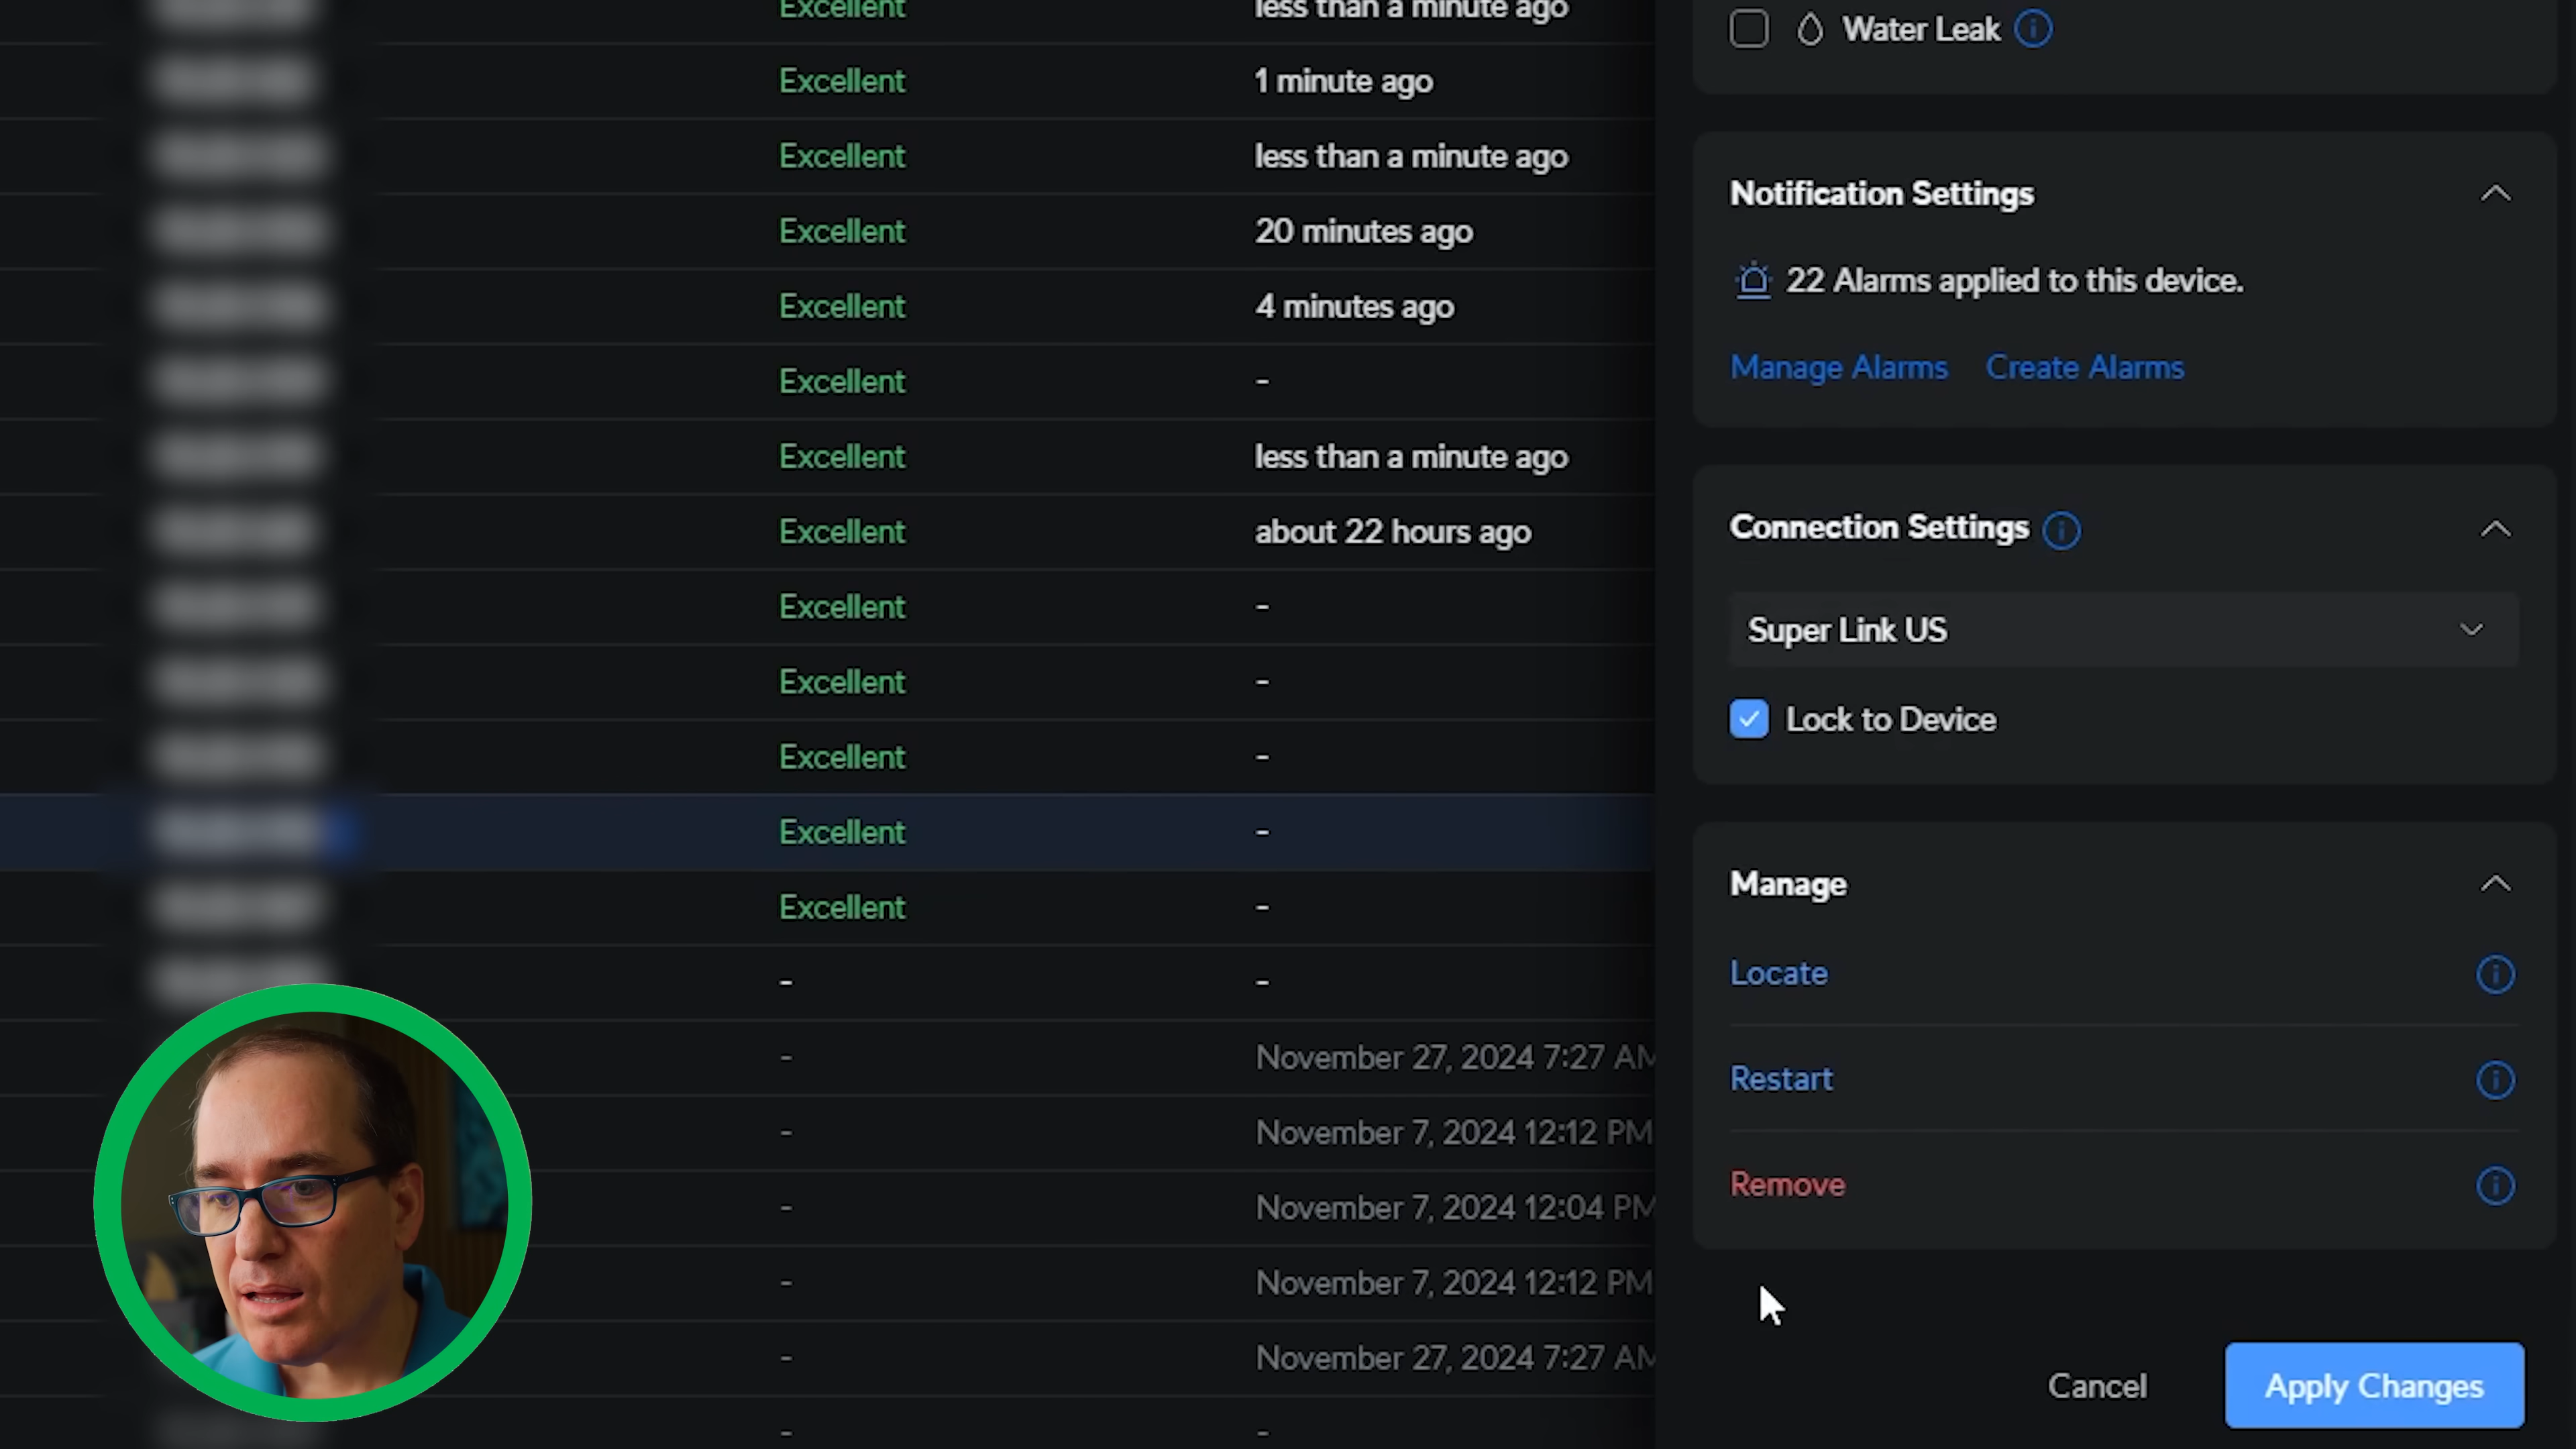 Excellent less than a minute ago
Excellent 1 minute ago
Excellent less than a minute ago
Excellent 20 minutes ago
Excellent 4 minutes ago
Excellent -
Excellent less than a minute ago
Excellent about 22 hours ago
Excellent -
Excellent -
Excellent -
Excellent -
Excellent -
- -
- November 27, 2024 7:27 AM
- November 7, 2024 12:12 PM
- November 7, 2024 12:04 PM
- November 7, 2024 12:12 PM
- November 27, 2024 7:27 AM
- -
Water Leak
Notification Settings
22 Alarms applied to this device.
Manage Alarms Create Alarms
Connection Settings
Super Link US
Lock to Device
Manage
Locate
Restart
Remove
Cancel Apply Changes